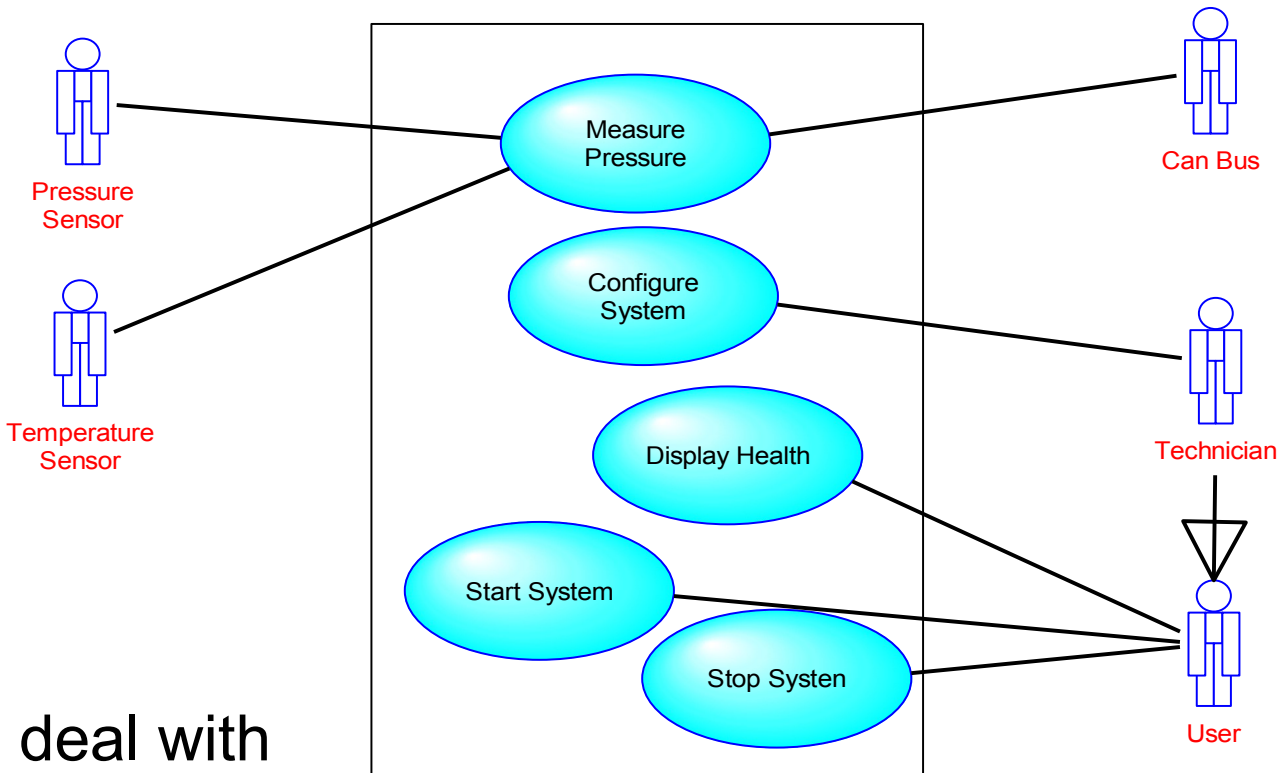 Measure
Pressure
Can Bus
Pressure
Sensor
Configure
System
Temperature
Sensor
Display Health
Technician
Start System
Stop Systen
User
deal with